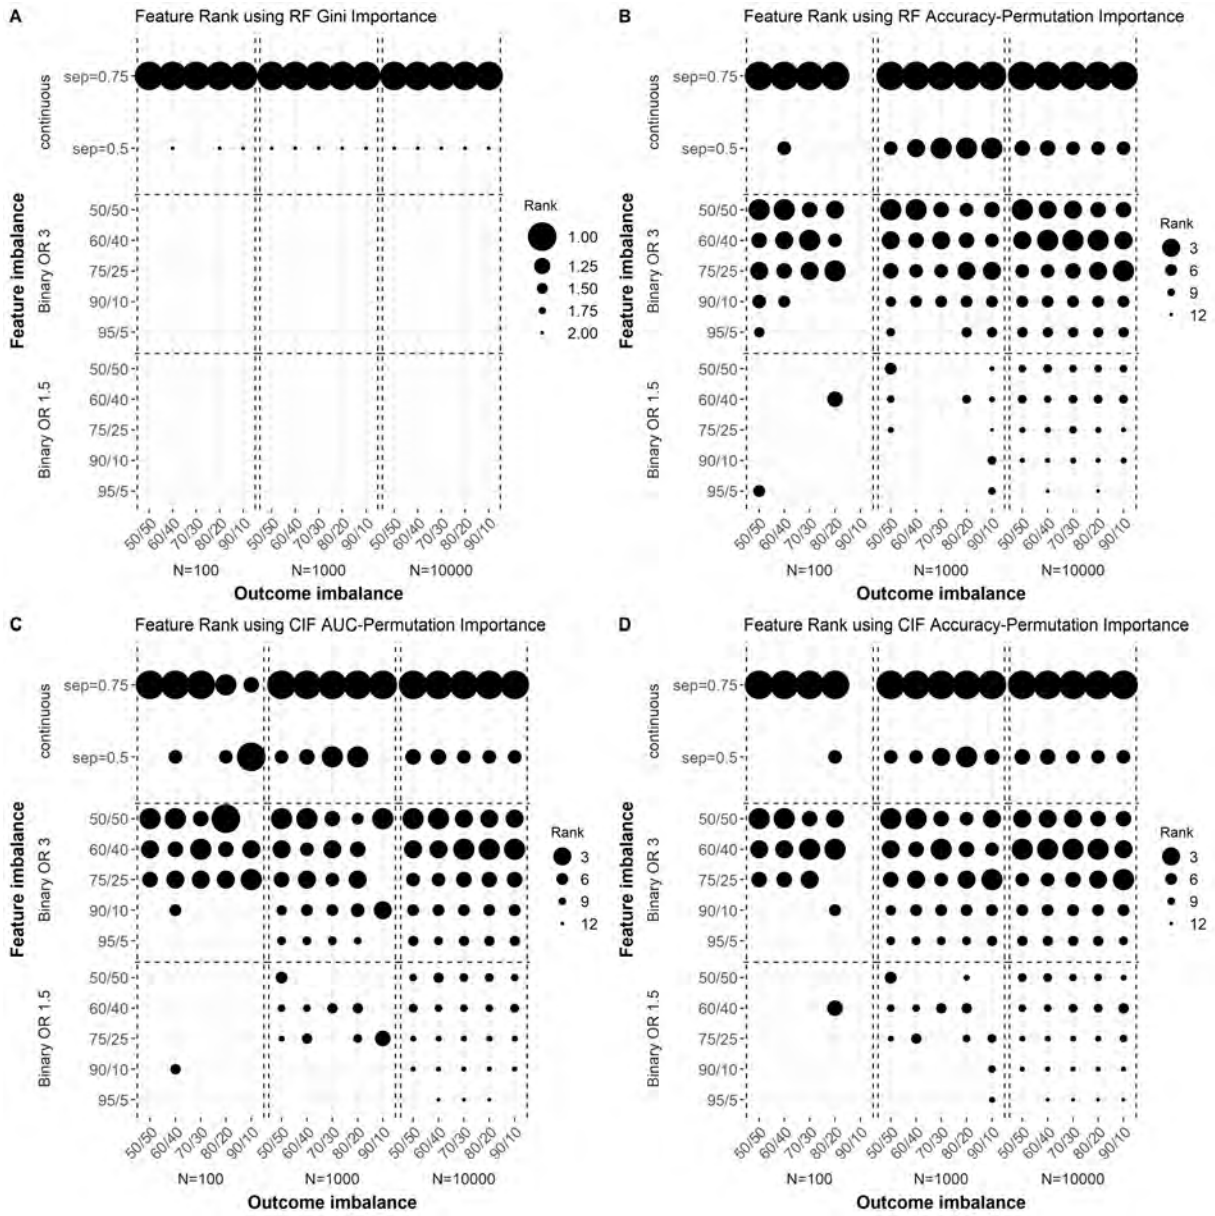 A Feature Rank using RF Gini Importance
continuous
sep=0.75
sep=0.5
Feature imbalance
Binary OR 3
50/50
60/40
75/25
90/10
95/5
Binary OR 1.5
50/50
60/40
75/25
90/10
95/5
Rank
1.00
1.25
1.50
1.75
2.00
50/50 60/40 70/30 80/20 90/140 50/50 60/40 70/30 80/20 90/10 50/50 60/40 70/30 80/20 90/10
N=100 N=1000 N=10000
Outcome imbalance
B Feature Rank using RF Accuracy-Permutation Importance
continuous
sep=0.75
sep=0.5
Feature imbalance
Binary OR 3
50/50
60/40
75/25
90/10
95/5
Binary OR 1.5
50/50
60/40
75/25
90/10
95/5
Rank
3
6
9
12
50/50 60/40 70/30 80/20 90/10 50/50 60/40 70/30 80/20 90/10 50/50 60/40 70/30 80/20 90/10
N=100 N=1000 N=10000
Outcome imbalance
C Feature Rank using CIF AUC-Permutation Importance
continuous
sep=0.75
sep=0.5
Feature imbalance
Binary OR 3
50/50
60/40
75/25
90/10
95/5
Binary OR 1.5
50/50
60/40
75/25
90/10
95/5
Rank
3
6
9
12
50/50 60/40 70/30 80/20 90/10 50/50 60/40 70/30 80/20 90/10 50/50 60/40 70/30 80/20 90/10
N=100 N=1000 N=10000
Outcome imbalance
D Feature Rank using CIF Accuracy-Permutation Importance
continuous
sep=0.75
sep=0.5
Feature imbalance
Binary OR 3
50/50
60/40
75/25
90/10
95/5
Binary OR 1.5
50/50
60/40
75/25
90/10
95/5
Rank
3
6
9
12
50/50 60/40 70/30 80/20 90/10 50/50 60/40 70/30 80/20 90/10 50/50 60/40 70/30 80/20 90/10
N=100 N=1000 N=10000
Outcome imbalance